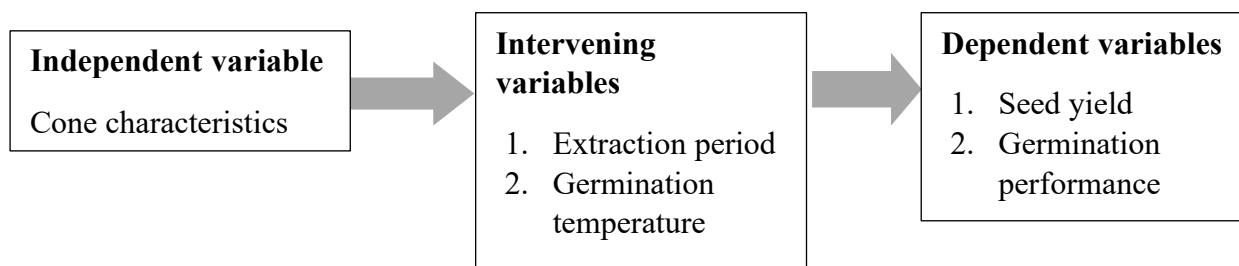 Independent variable
Cone characteristics
Intervening
variables
1. Extraction period
2. Germination
temperature
Dependent variables
1. Seed yield
2. Germination
performance